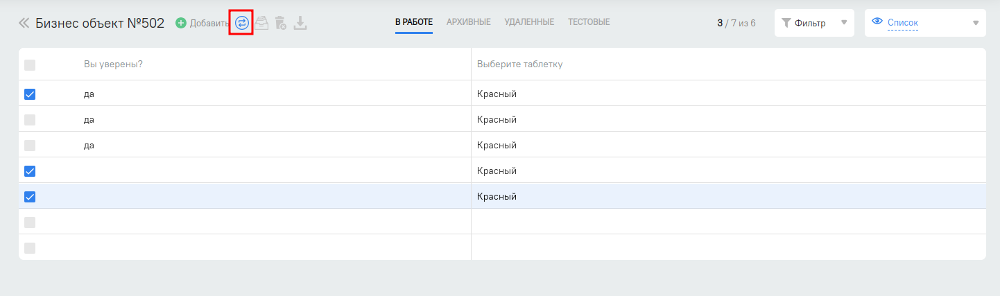 Бизнес объект №502 Добавить В РАБОТЕ АРХИВНЫЕ УДАЛЕННЫЕ ТЕСТОВЫЕ 3 / 7 из 6 Фильтр Список
Вы уверены? Выберите таблетку
да Красный
да Красный
да Красный
Красный
Красный